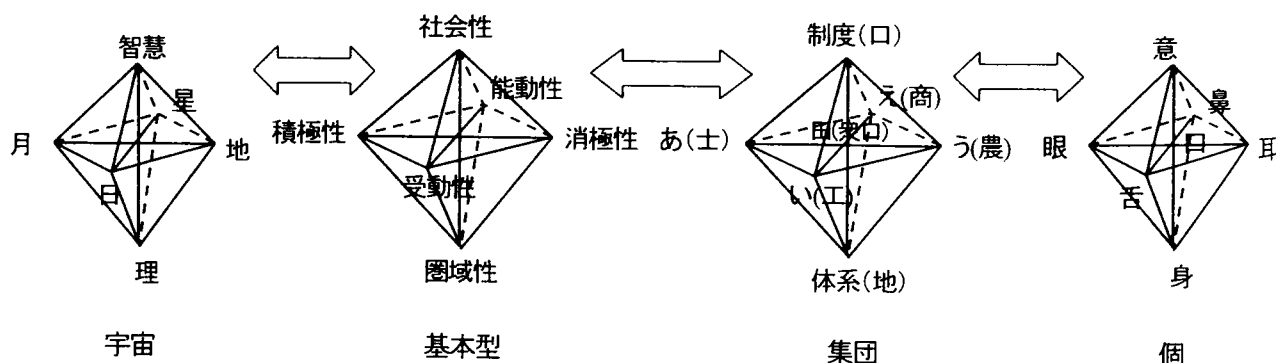 智慧
星
月
地
日
理
宇宙
社会性
能動性
積極性
消極性
受動性
圏域性
基本型
制度(口)
え(商)
あ(士)
う(農)
い(工)
体系(地)
集団
意
鼻
眼
口
耳
舌
身
個